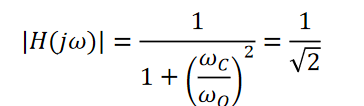 |H(jω)| = 1 / (1 + (ω_C / ω_O)^2) = 1 / √2